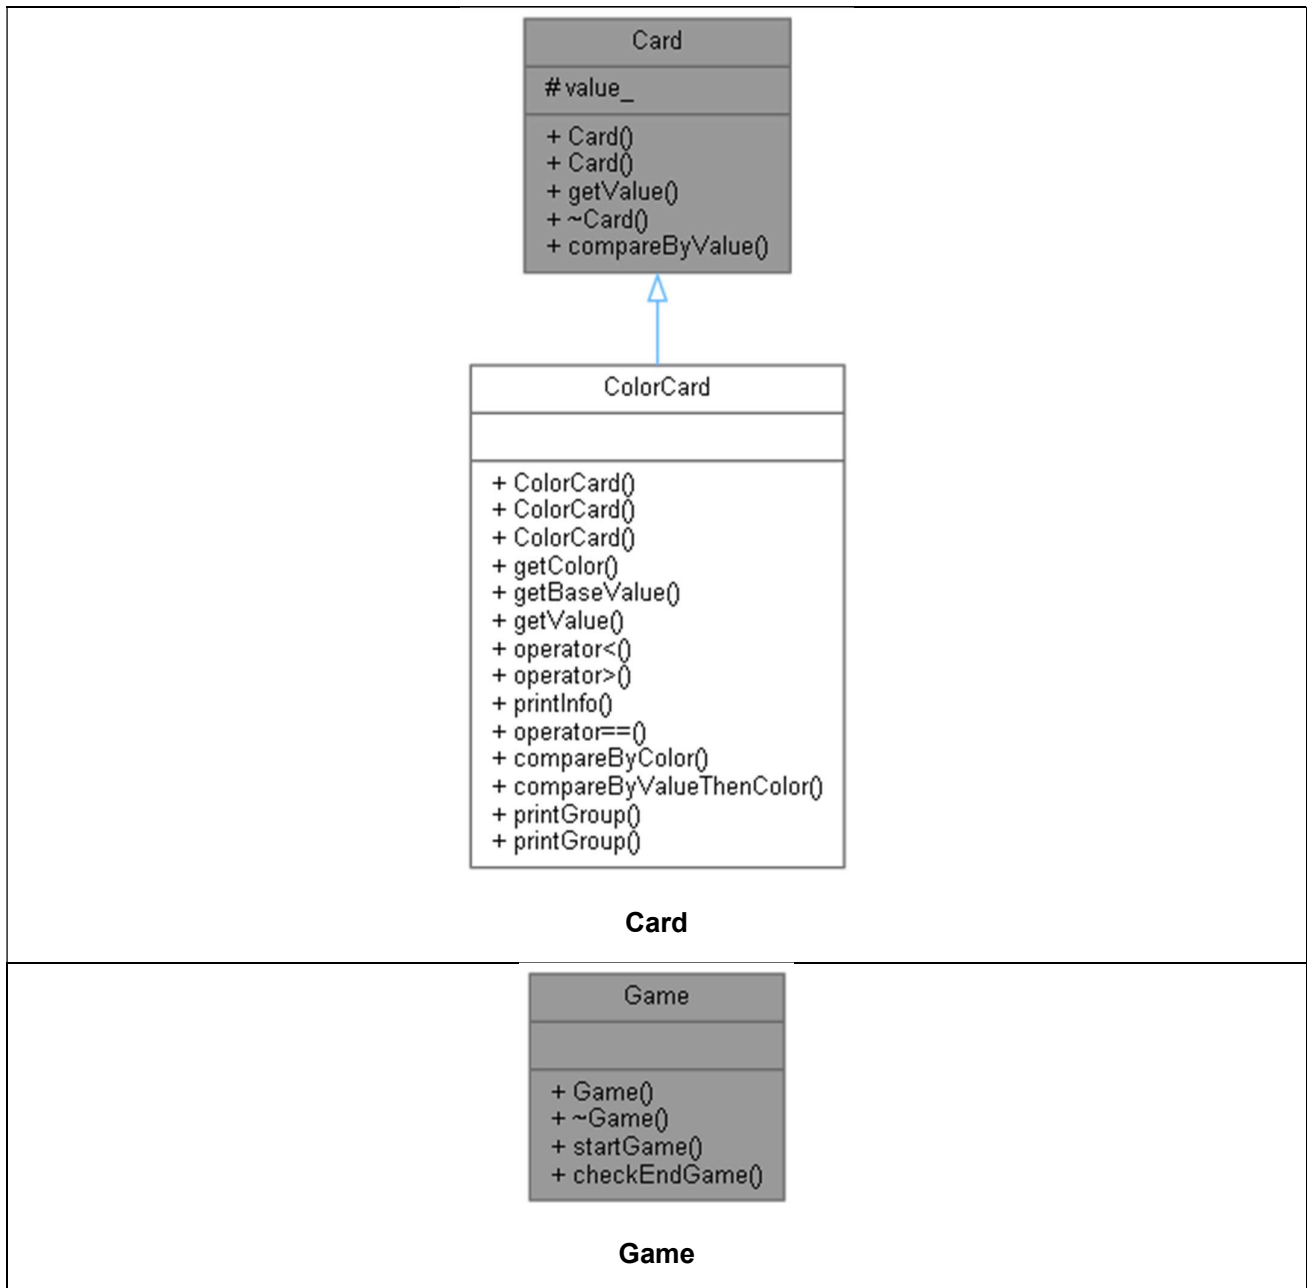 Card
# value_
+ Card()
+ Card()
+ getValue()
+ ~Card()
+ compareByValue()
ColorCard
+ ColorCard()
+ ColorCard()
+ ColorCard()
+ getColor()
+ getBaseValue()
+ getValue()
+ operator<()
+ operator>()
+ printInfo()
+ operator==()
+ compareByColor()
+ compareByValueThenColor()
+ printGroup()
+ printGroup()
Card
Game
+ Game()
+ ~Game()
+ startGame()
+ checkEndGame()
Game